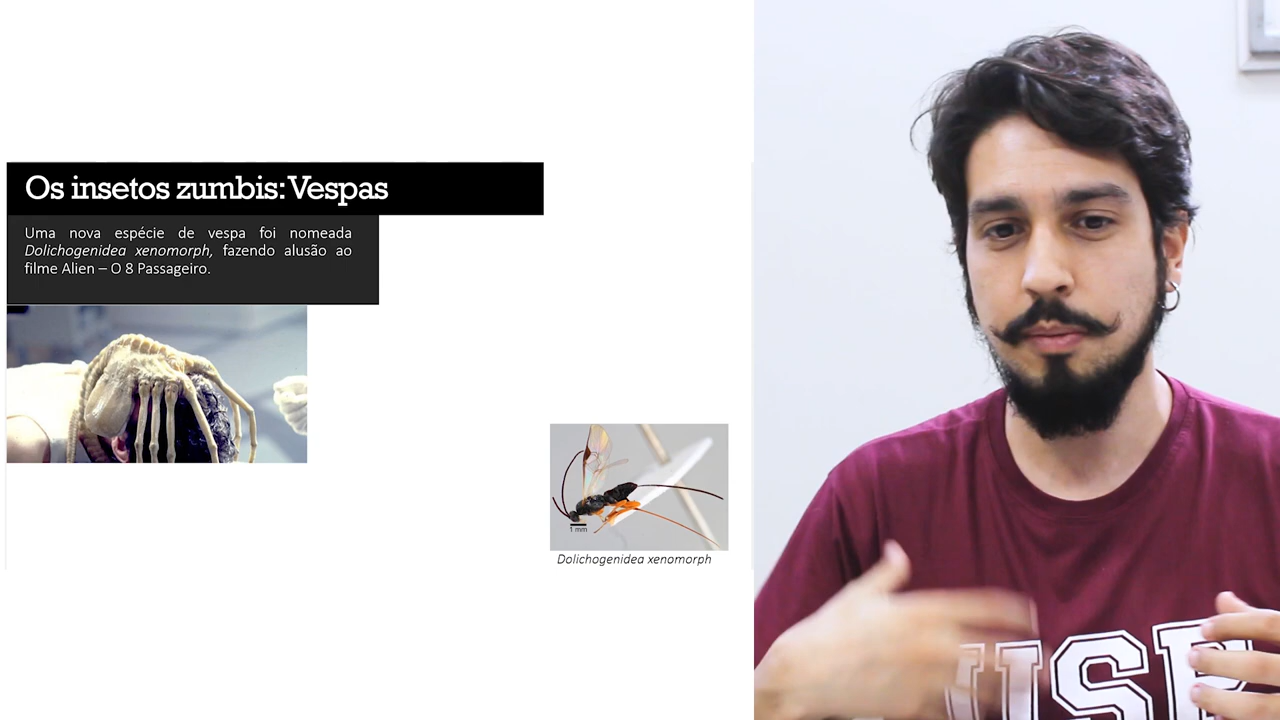 Os insetos zumbis: Vespas
Uma nova espécie de vespa foi nomeada
Dolichogenidea xenomorph, fazendo alusão ao
filme Alien – O 8 Passageiro.
1 mm
Dolichogenidea xenomorph
USP